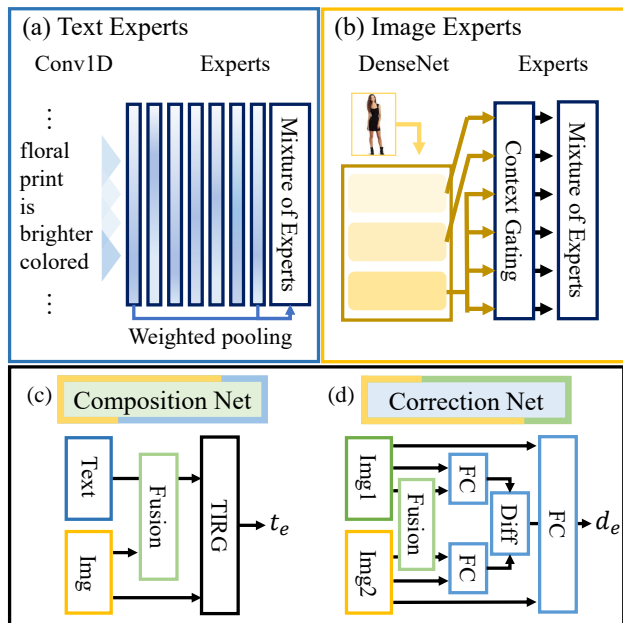 (a) Text Experts
Conv1D Experts
⋮
floral
print
is
brighter
colored
⋮
Mixture of Experts
Weighted pooling
(b) Image Experts
DenseNet Experts
Context Gating
Mixture of Experts
(c) Composition Net
Text
Img
Fusion
TIRG
t_e
(d) Correction Net
Img1
Img2
Fusion
FC
FC
Diff
FC
d_e